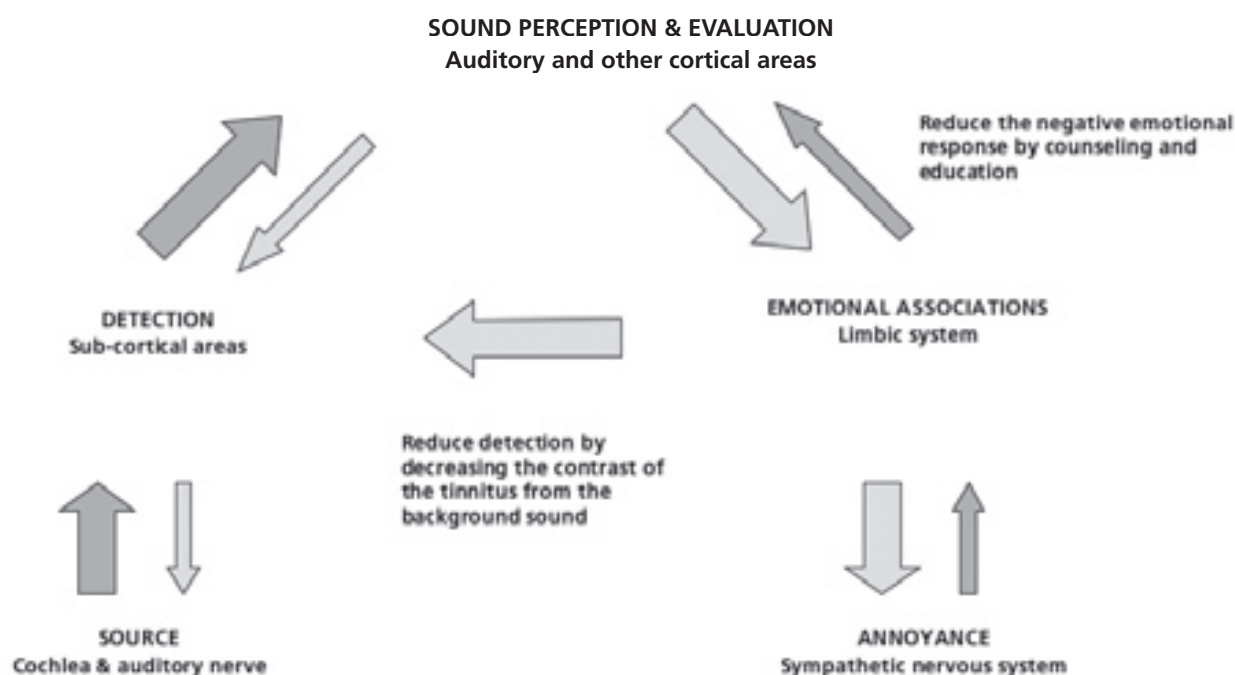 SOUND PERCEPTION & EVALUATION
Auditory and other cortical areas
Reduce the negative emotional
response by counseling and
education
DETECTION
Sub-cortical areas
EMOTIONAL ASSOCIATIONS
Limbic system
Reduce detection by
decreasing the contrast of
the tinnitus from the
background sound
SOURCE
Cochlea & auditory nerve
ANNOYANCE
Sympathetic nervous system